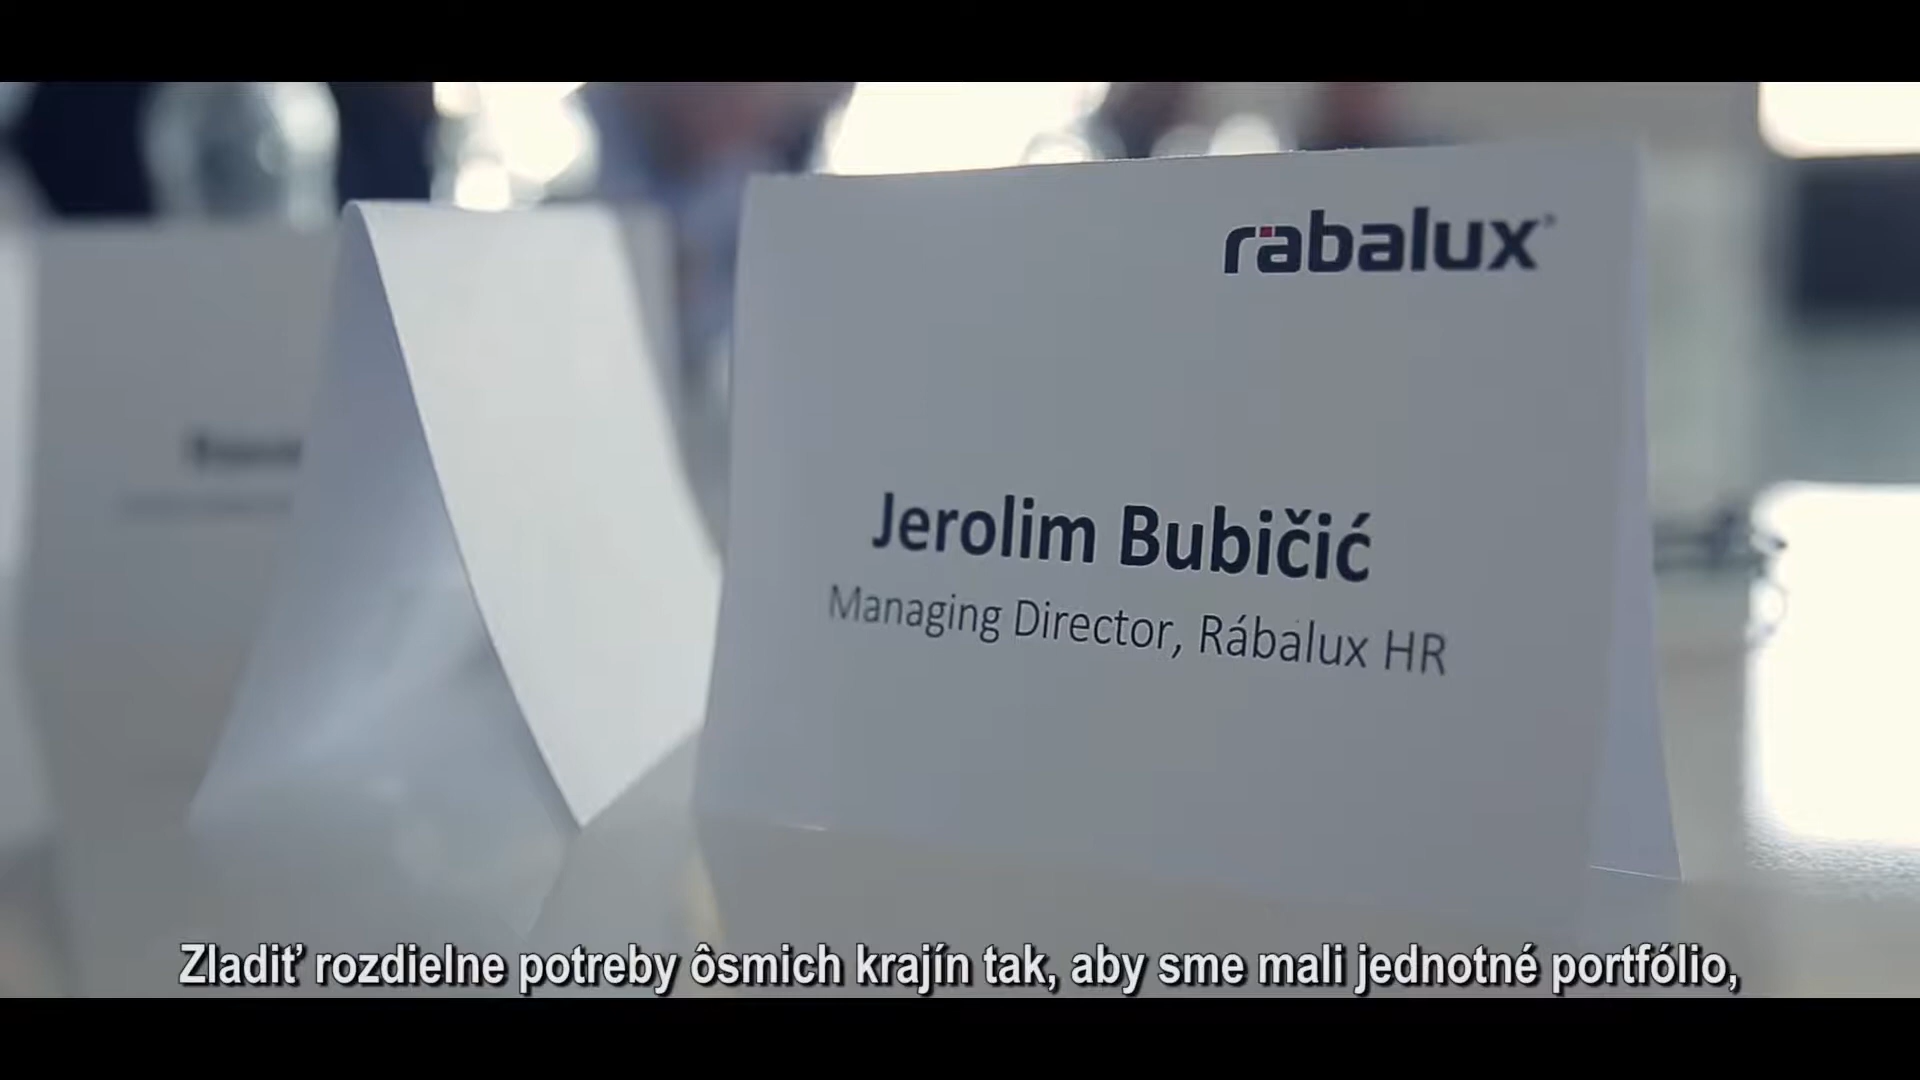 rabalux®
Jerolim Bubičić
Managing Director, Rábalux HR
Zladiť rozdielne potreby ôsmich krajín tak, aby sme mali jednotné portfólio,